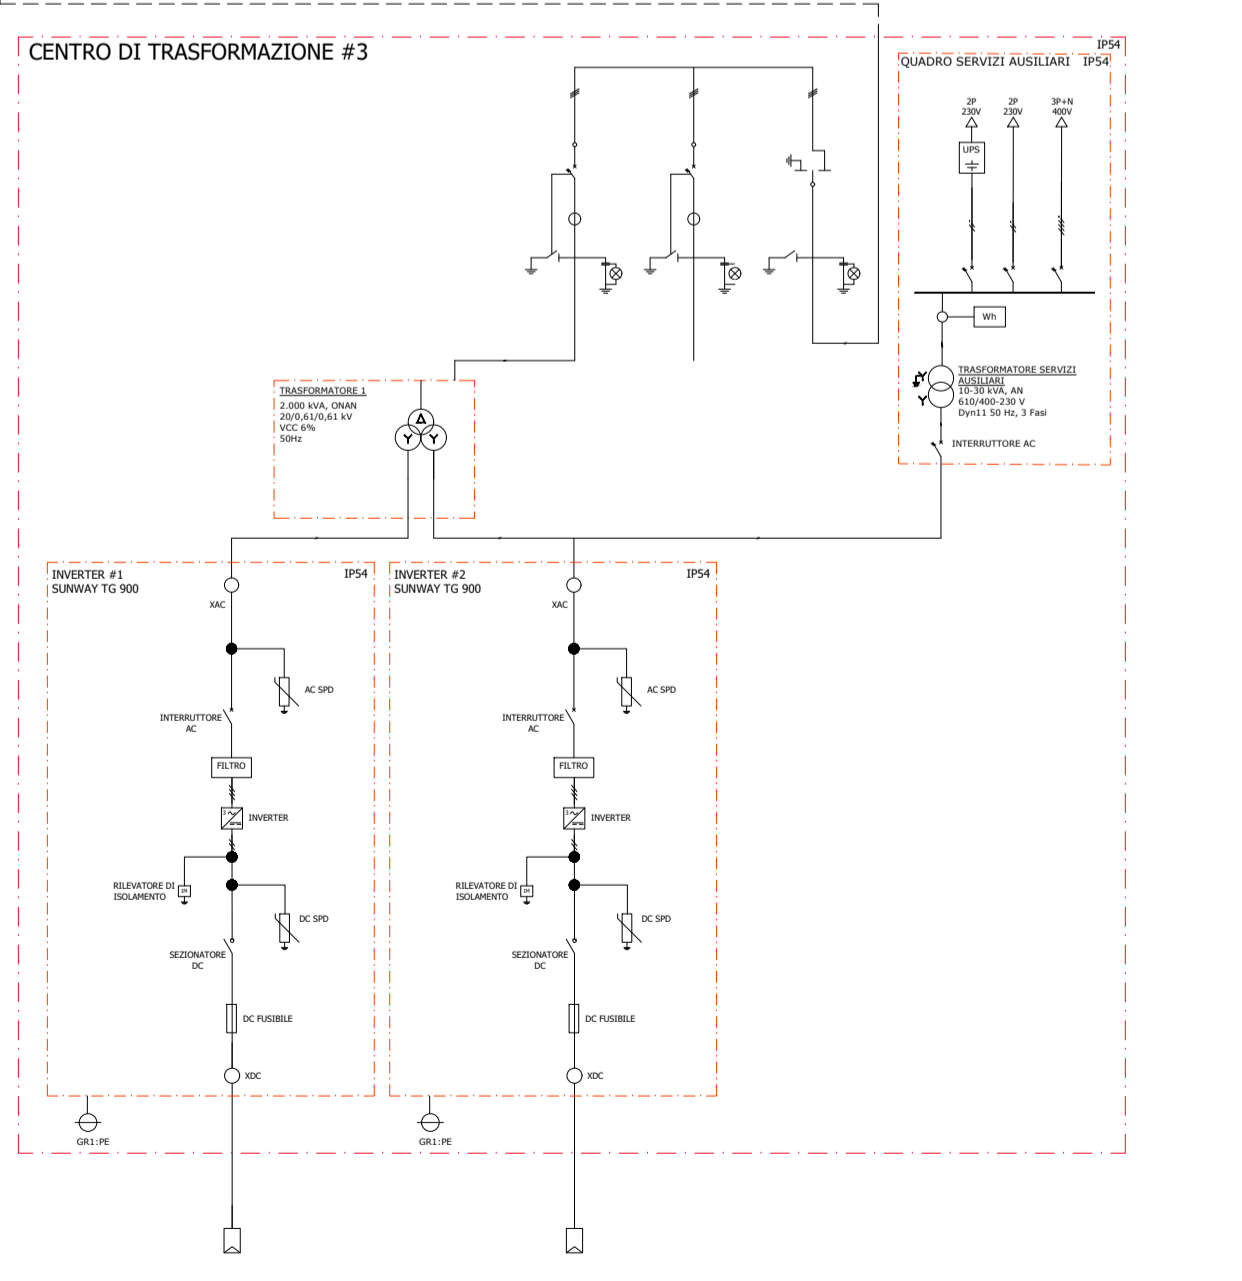 CENTRO DI TRASFORMAZIONE #3
IP54
QUADRO SERVIZI AUSILIARI IP54
2P
230V
2P
230V
3P+N
400V
UPS
Wh
TRASFORMATORE SERVIZI
AUSILIARI
10-30 kVA, AN
610/400-230 V
Dyn11 50 Hz, 3 Fasi
INTERRUTTORE AC
TRASFORMATORE 1
2.000 kVA, ONAN
20/0,61/0,61 kV
VCC 6%
50Hz
INVERTER #1
SUNWAY TG 900
IP54
XAC
AC SPD
INTERRUTTORE
AC
FILTRO
3
INVERTER
RILEVATORE DI
ISOLAMENTO
IM
DC SPD
SEZIONATORE
DC
DC FUSIBILE
XDC
GR1:PE
INVERTER #2
SUNWAY TG 900
IP54
XAC
AC SPD
INTERRUTTORE
AC
FILTRO
3
INVERTER
RILEVATORE DI
ISOLAMENTO
IM
DC SPD
SEZIONATORE
DC
DC FUSIBILE
XDC
GR1:PE